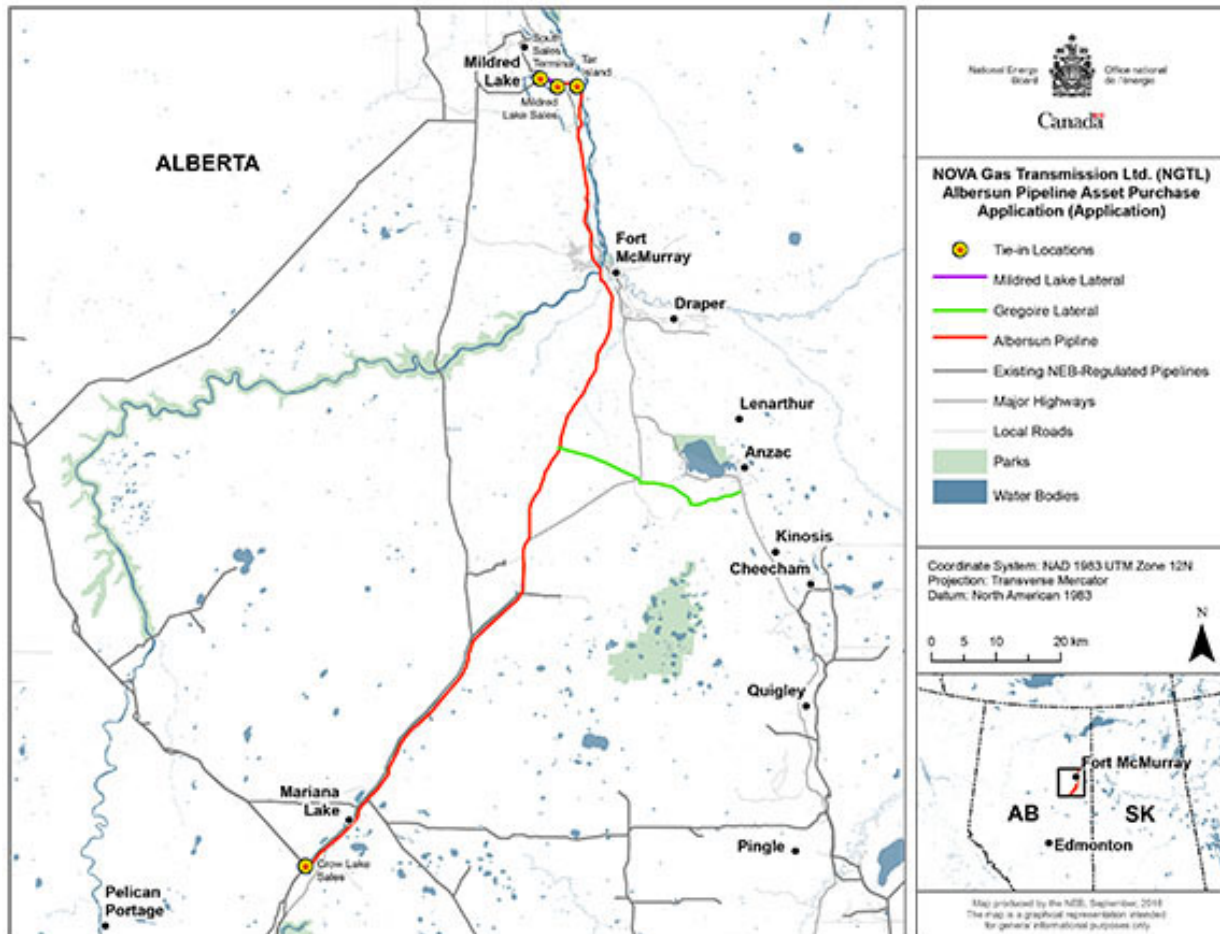 South
Sales
Terminal
Tar
Island
Mildred
Lake
Mildred
Lake Sales
ALBERTA
Fort
McMurray
Draper
Lenarthur
Anzac
Kinosis
Cheecham
Quigley
Mariana
Lake
Crow Lake
Sales
Pingle
Pelican
Portage
National Energy
Board
Office national
de l'énergie
Canada
NOVA Gas Transmission Ltd. (NGTL)
Albersun Pipeline Asset Purchase
Application (Application)
Tie-in Locations
Mildred Lake Lateral
Gregoire Lateral
Albersun Pipline
Existing NEB-Regulated Pipelines
Major Highways
Local Roads
Parks
Water Bodies
Coordinate System: NAD 1983 UTM Zone 12N
Projection: Transverse Mercator
Datum: North American 1983
N
0 5 10 20 km
Fort McMurray
AB
SK
Edmonton
Map produced by the NEB, September, 2016
The map is a graphical representation intended
for general informational purposes only.